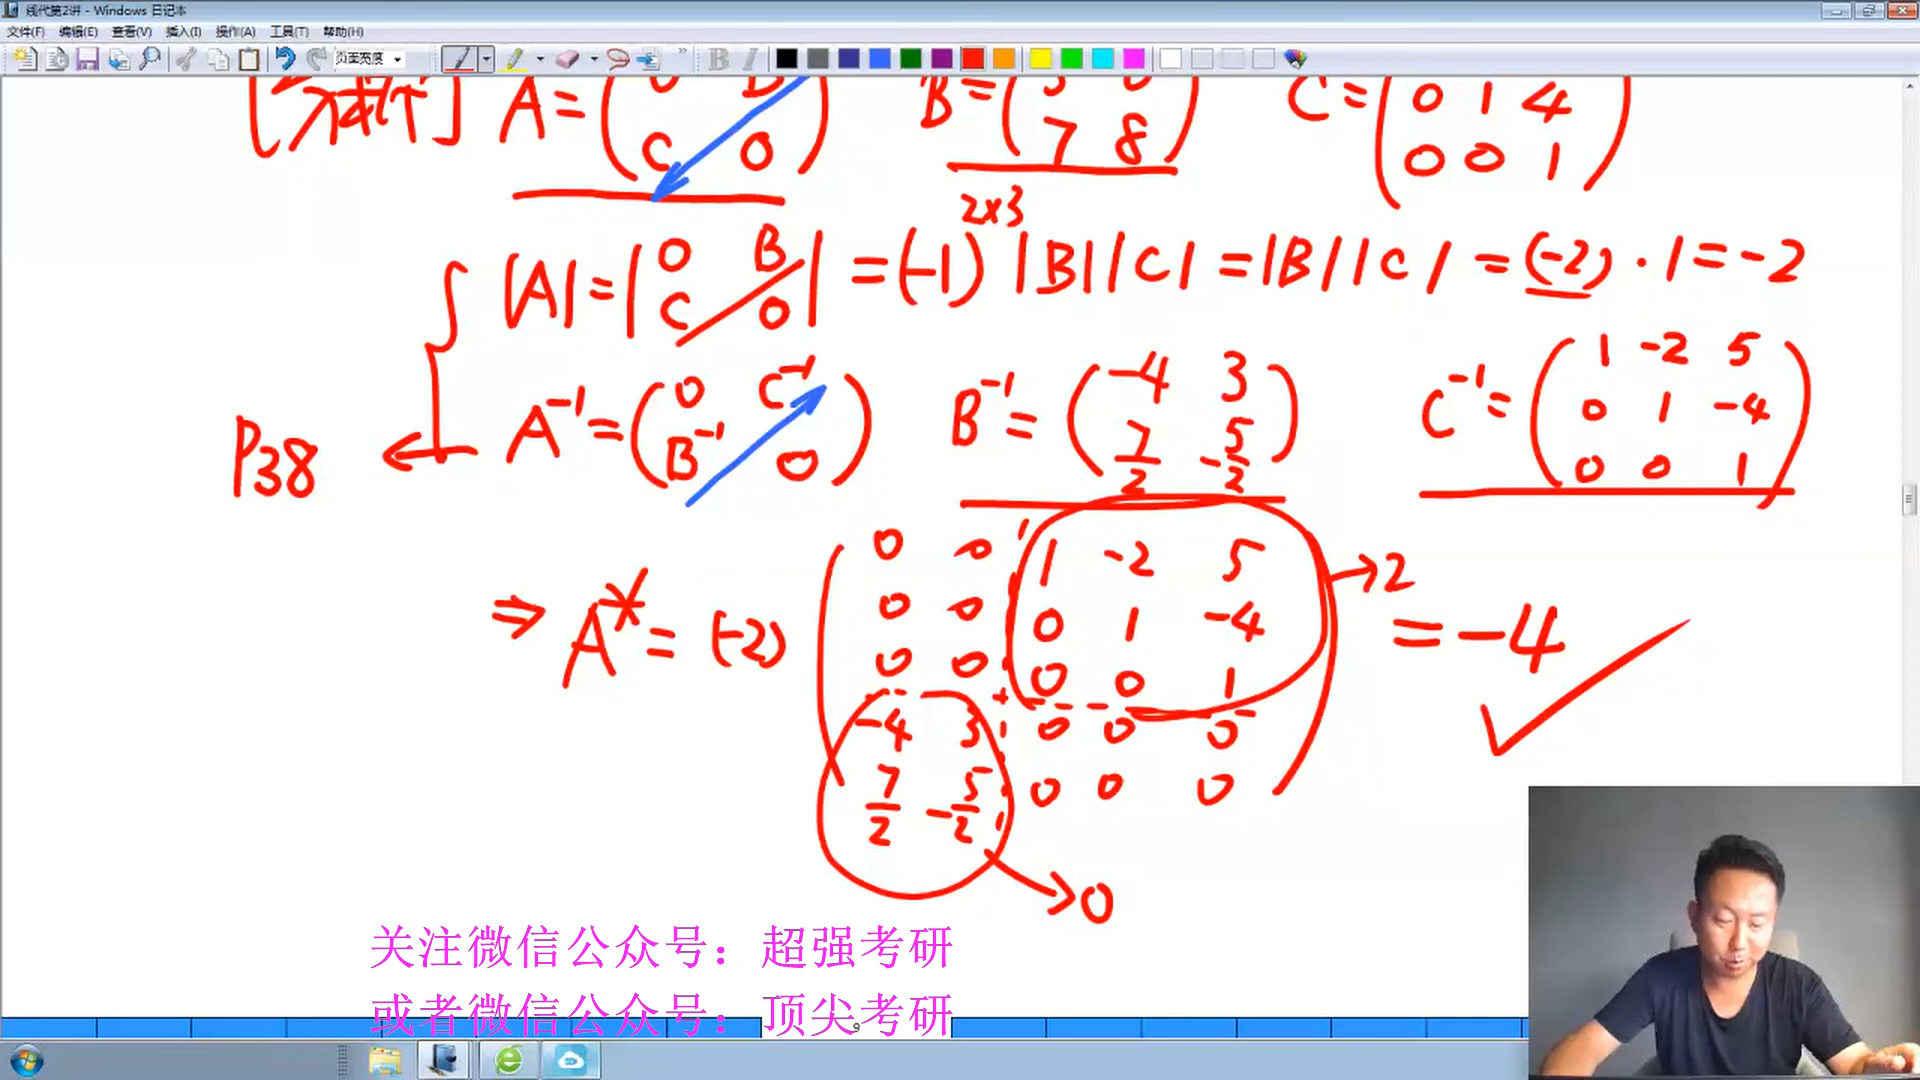 线代第2讲 - Windows 日记本
文件(F) 编辑(E) 查看(V) 插入(I) 操作(A) 工具(T) 帮助(H)
页面宽度
A = ( C 0 ) B = ( 7 8 ) C = ( 0 1 4
0 0 1 )
2×3
|A| = | 0 B
C 0 | = (-1) |B||C| = |B||C| = (-2) · 1 = -2
A⁻¹ = ( 0 C⁻¹
B⁻¹ 0 ) B⁻¹ = ( -4 3
7/2 -5/2 ) C⁻¹ = ( 1 -2 5
0 1 -4
0 0 1 )
P38
⇒ A* = (-2) ( 0 0 1 -2 5
0 0 0 1 -4
0 0 0 0 1
-4 3 0 0 0
7/2 -5/2 0 0 0 ) = -4
→2
→0
关注微信公众号：超强考研
或者微信公众号：顶尖考研
9